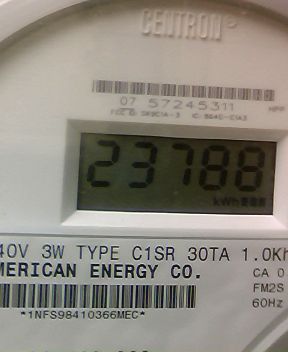 CENTRON®
07 57245311
23788
kWh
40V 3W TYPE C1SR 30TA 1.0Kh
MERICAN ENERGY CO.
CA 0
FM2S
60Hz
*1NFS98410366MEC*